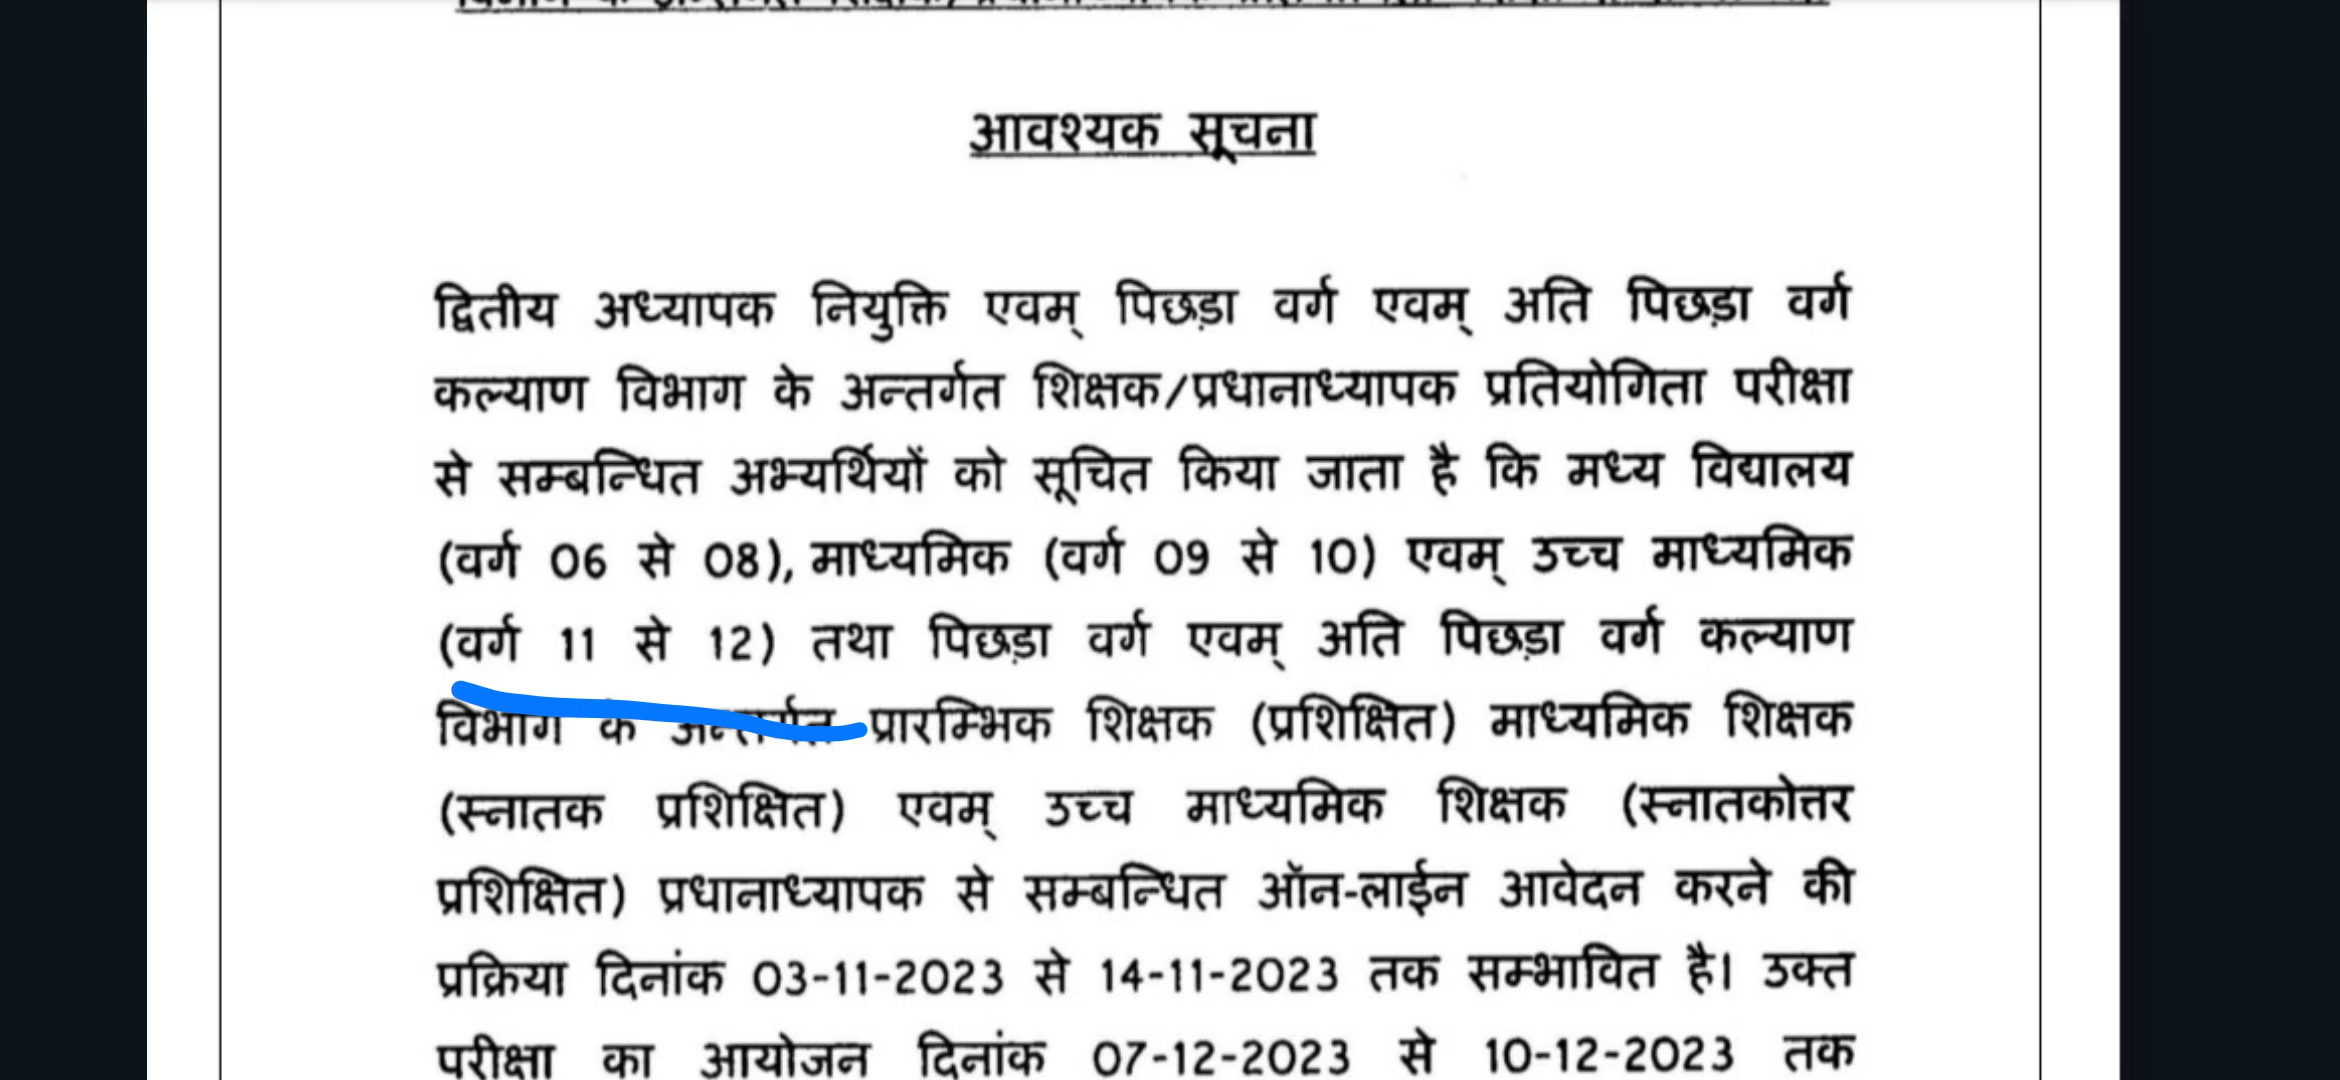 आवश्यक सूचना
द्वितीय अध्यापक नियुक्ति एवम् पिछड़ा वर्ग एवम् अति पिछड़ा वर्ग
कल्याण विभाग के अन्तर्गत शिक्षक/प्रधानाध्यापक प्रतियोगिता परीक्षा
से सम्बन्धित अभ्यर्थियों को सूचित किया जाता है कि मध्य विद्यालय
(वर्ग 06 से 08), माध्यमिक (वर्ग 09 से 10) एवम् उच्च माध्यमिक
(वर्ग 11 से 12) तथा पिछड़ा वर्ग एवम् अति पिछड़ा वर्ग कल्याण
विभाग के अन्तर्गत प्रारम्भिक शिक्षक (प्रशिक्षित) माध्यमिक शिक्षक
(स्नातक प्रशिक्षित) एवम् उच्च माध्यमिक शिक्षक (स्नातकोत्तर
प्रशिक्षित) प्रधानाध्यापक से सम्बन्धित ऑन-लाईन आवेदन करने की
प्रक्रिया दिनांक 03-11-2023 से 14-11-2023 तक सम्भावित है। उक्त
परीक्षा का आयोजन दिनांक 07-12-2023 से 10-12-2023 तक